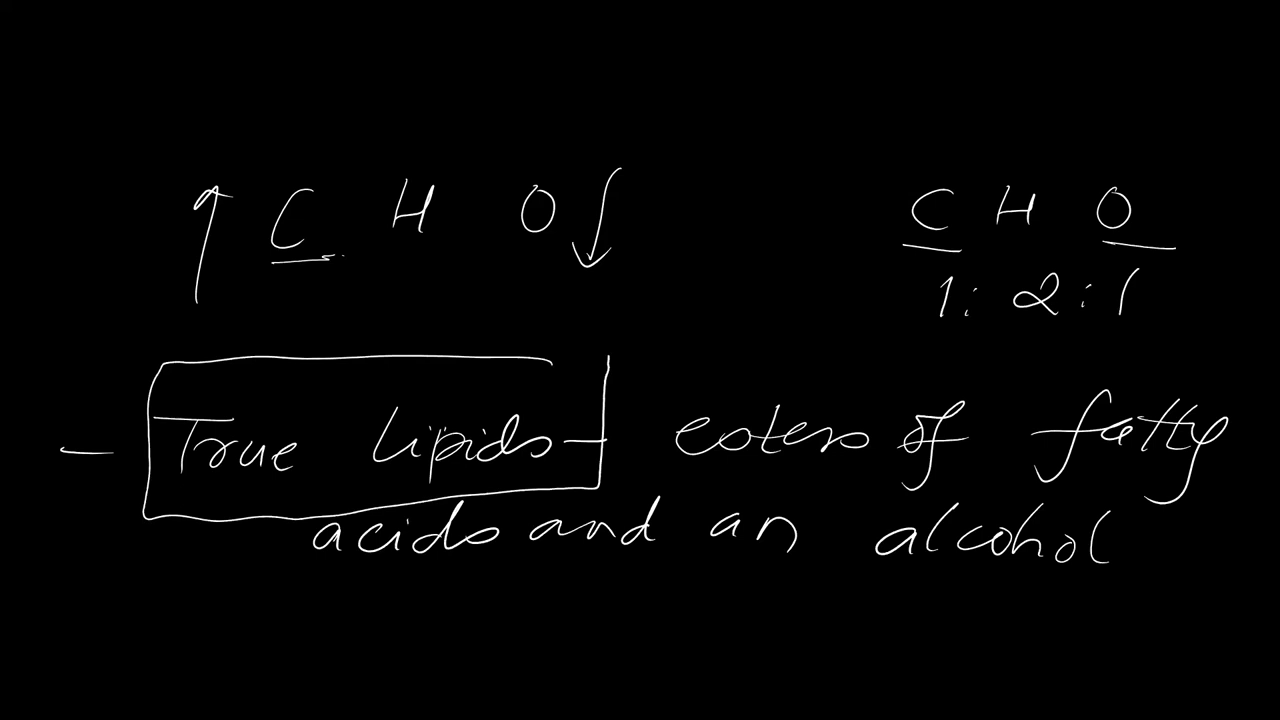 ↑ C H O ↓ C H O
1 : 2 : 1
- True Lipids - esters of fatty
acids and an alcohol